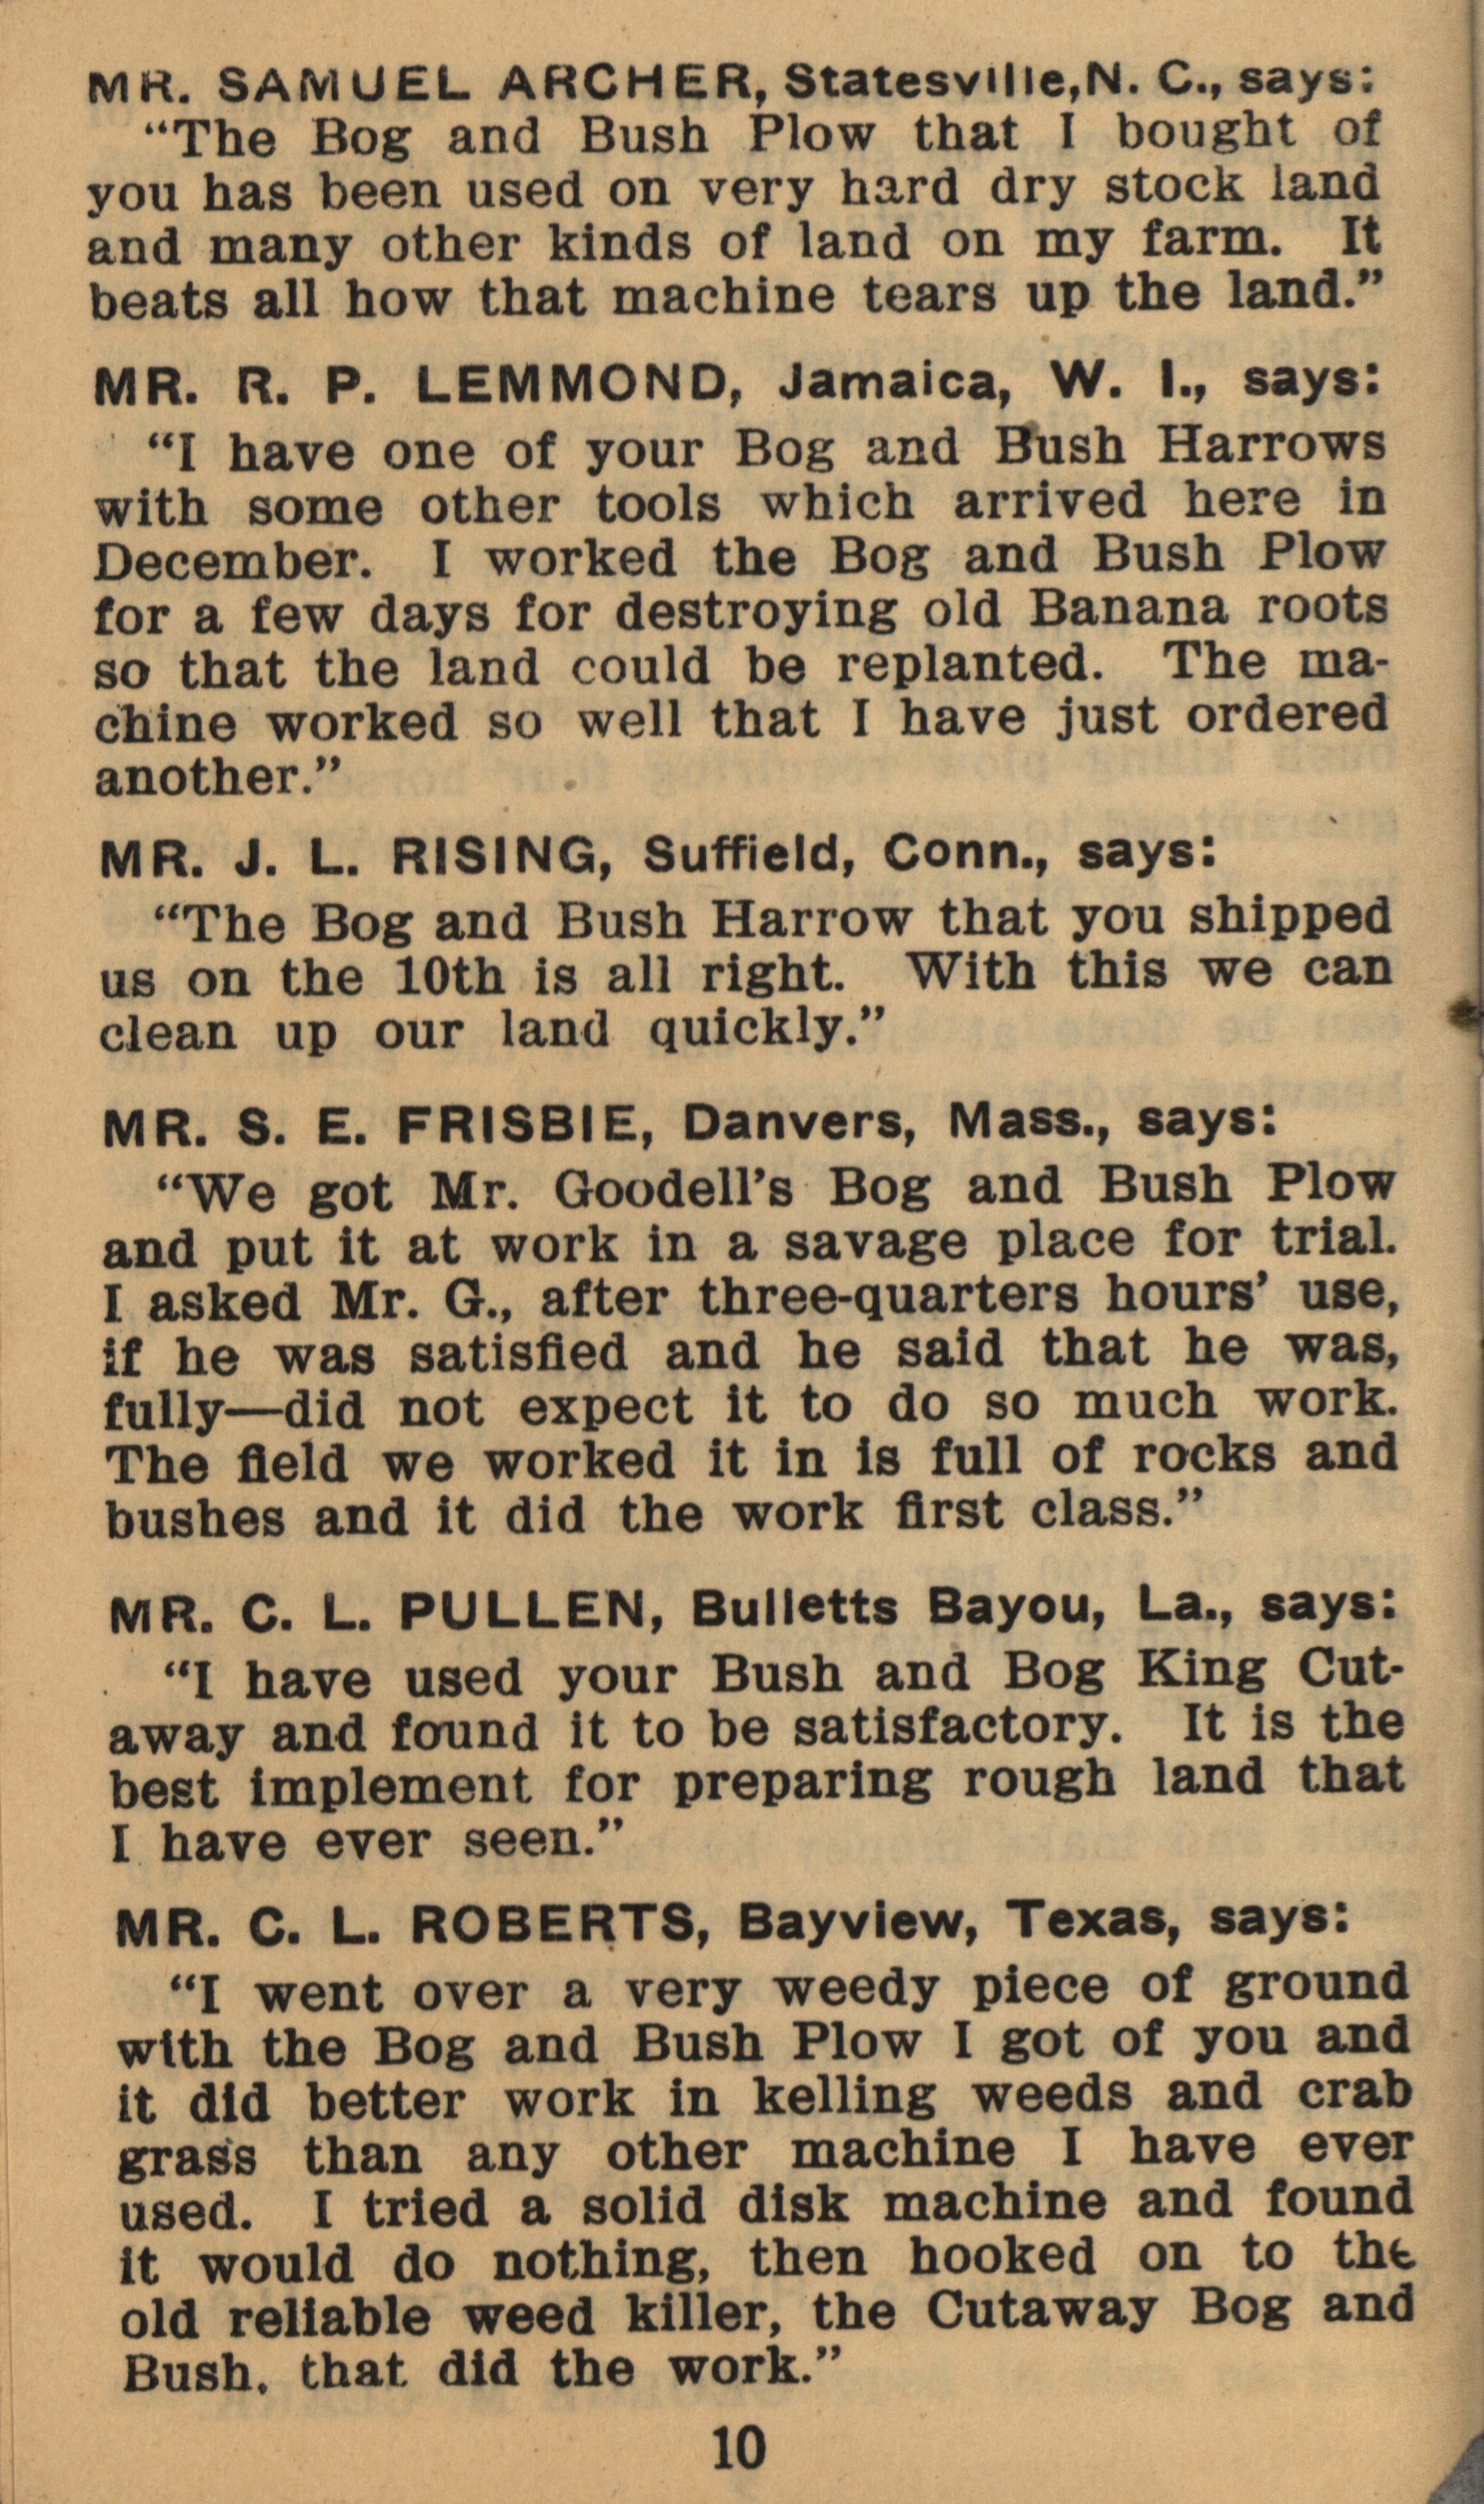 MR. SAMUEL ARCHER, Statesville, N. C., says:
“The Bog and Bush Plow that I bought of
you has been used on very hard dry stock land
and many other kinds of land on my farm. It
beats all how that machine tears up the land.”
MR. R. P. LEMMOND, Jamaica, W. I., says:
“I have one of your Bog and Bush Harrows
with some other tools which arrived here in
December. I worked the Bog and Bush Plow
for a few days for destroying old Banana roots
so that the land could be replanted. The ma-
chine worked so well that I have just ordered
another.”
MR. J. L. RISING, Suffield, Conn., says:
“The Bog and Bush Harrow that you shipped
us on the 10th is all right. With this we can
clean up our land quickly.”
MR. S. E. FRISBIE, Danvers, Mass., says:
“We got Mr. Goodell’s Bog and Bush Plow
and put it at work in a savage place for trial.
I asked Mr. G., after three-quarters hours’ use,
if he was satisfied and he said that he was,
fully—did not expect it to do so much work.
The field we worked it in is full of rocks and
bushes and it did the work first class.”
MR. C. L. PULLEN, Bulletts Bayou, La., says:
“I have used your Bush and Bog King Cut-
away and found it to be satisfactory. It is the
best implement for preparing rough land that
I have ever seen.”
MR. C. L. ROBERTS, Bayview, Texas, says:
“I went over a very weedy piece of ground
with the Bog and Bush Plow I got of you and
it did better work in kelling weeds and crab
grass than any other machine I have ever
used. I tried a solid disk machine and found
it would do nothing, then hooked on to the
old reliable weed killer, the Cutaway Bog and
Bush, that did the work.”
10